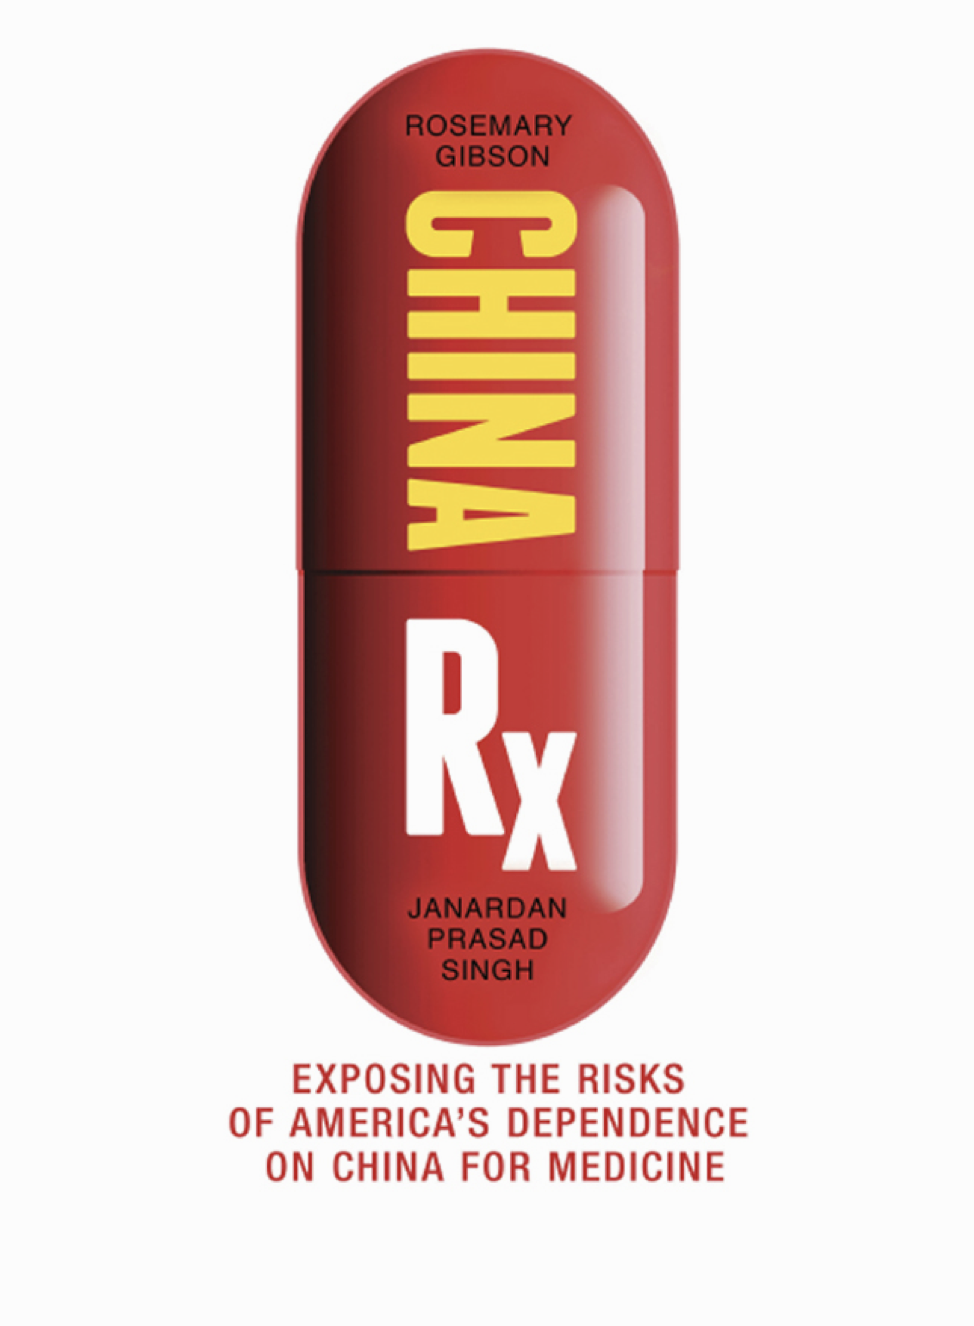 ROSEMARY
GIBSON
CHINA
Rx
JANARDAN
PRASAD
SINGH
EXPOSING THE RISKS
OF AMERICA'S DEPENDENCE
ON CHINA FOR MEDICINE